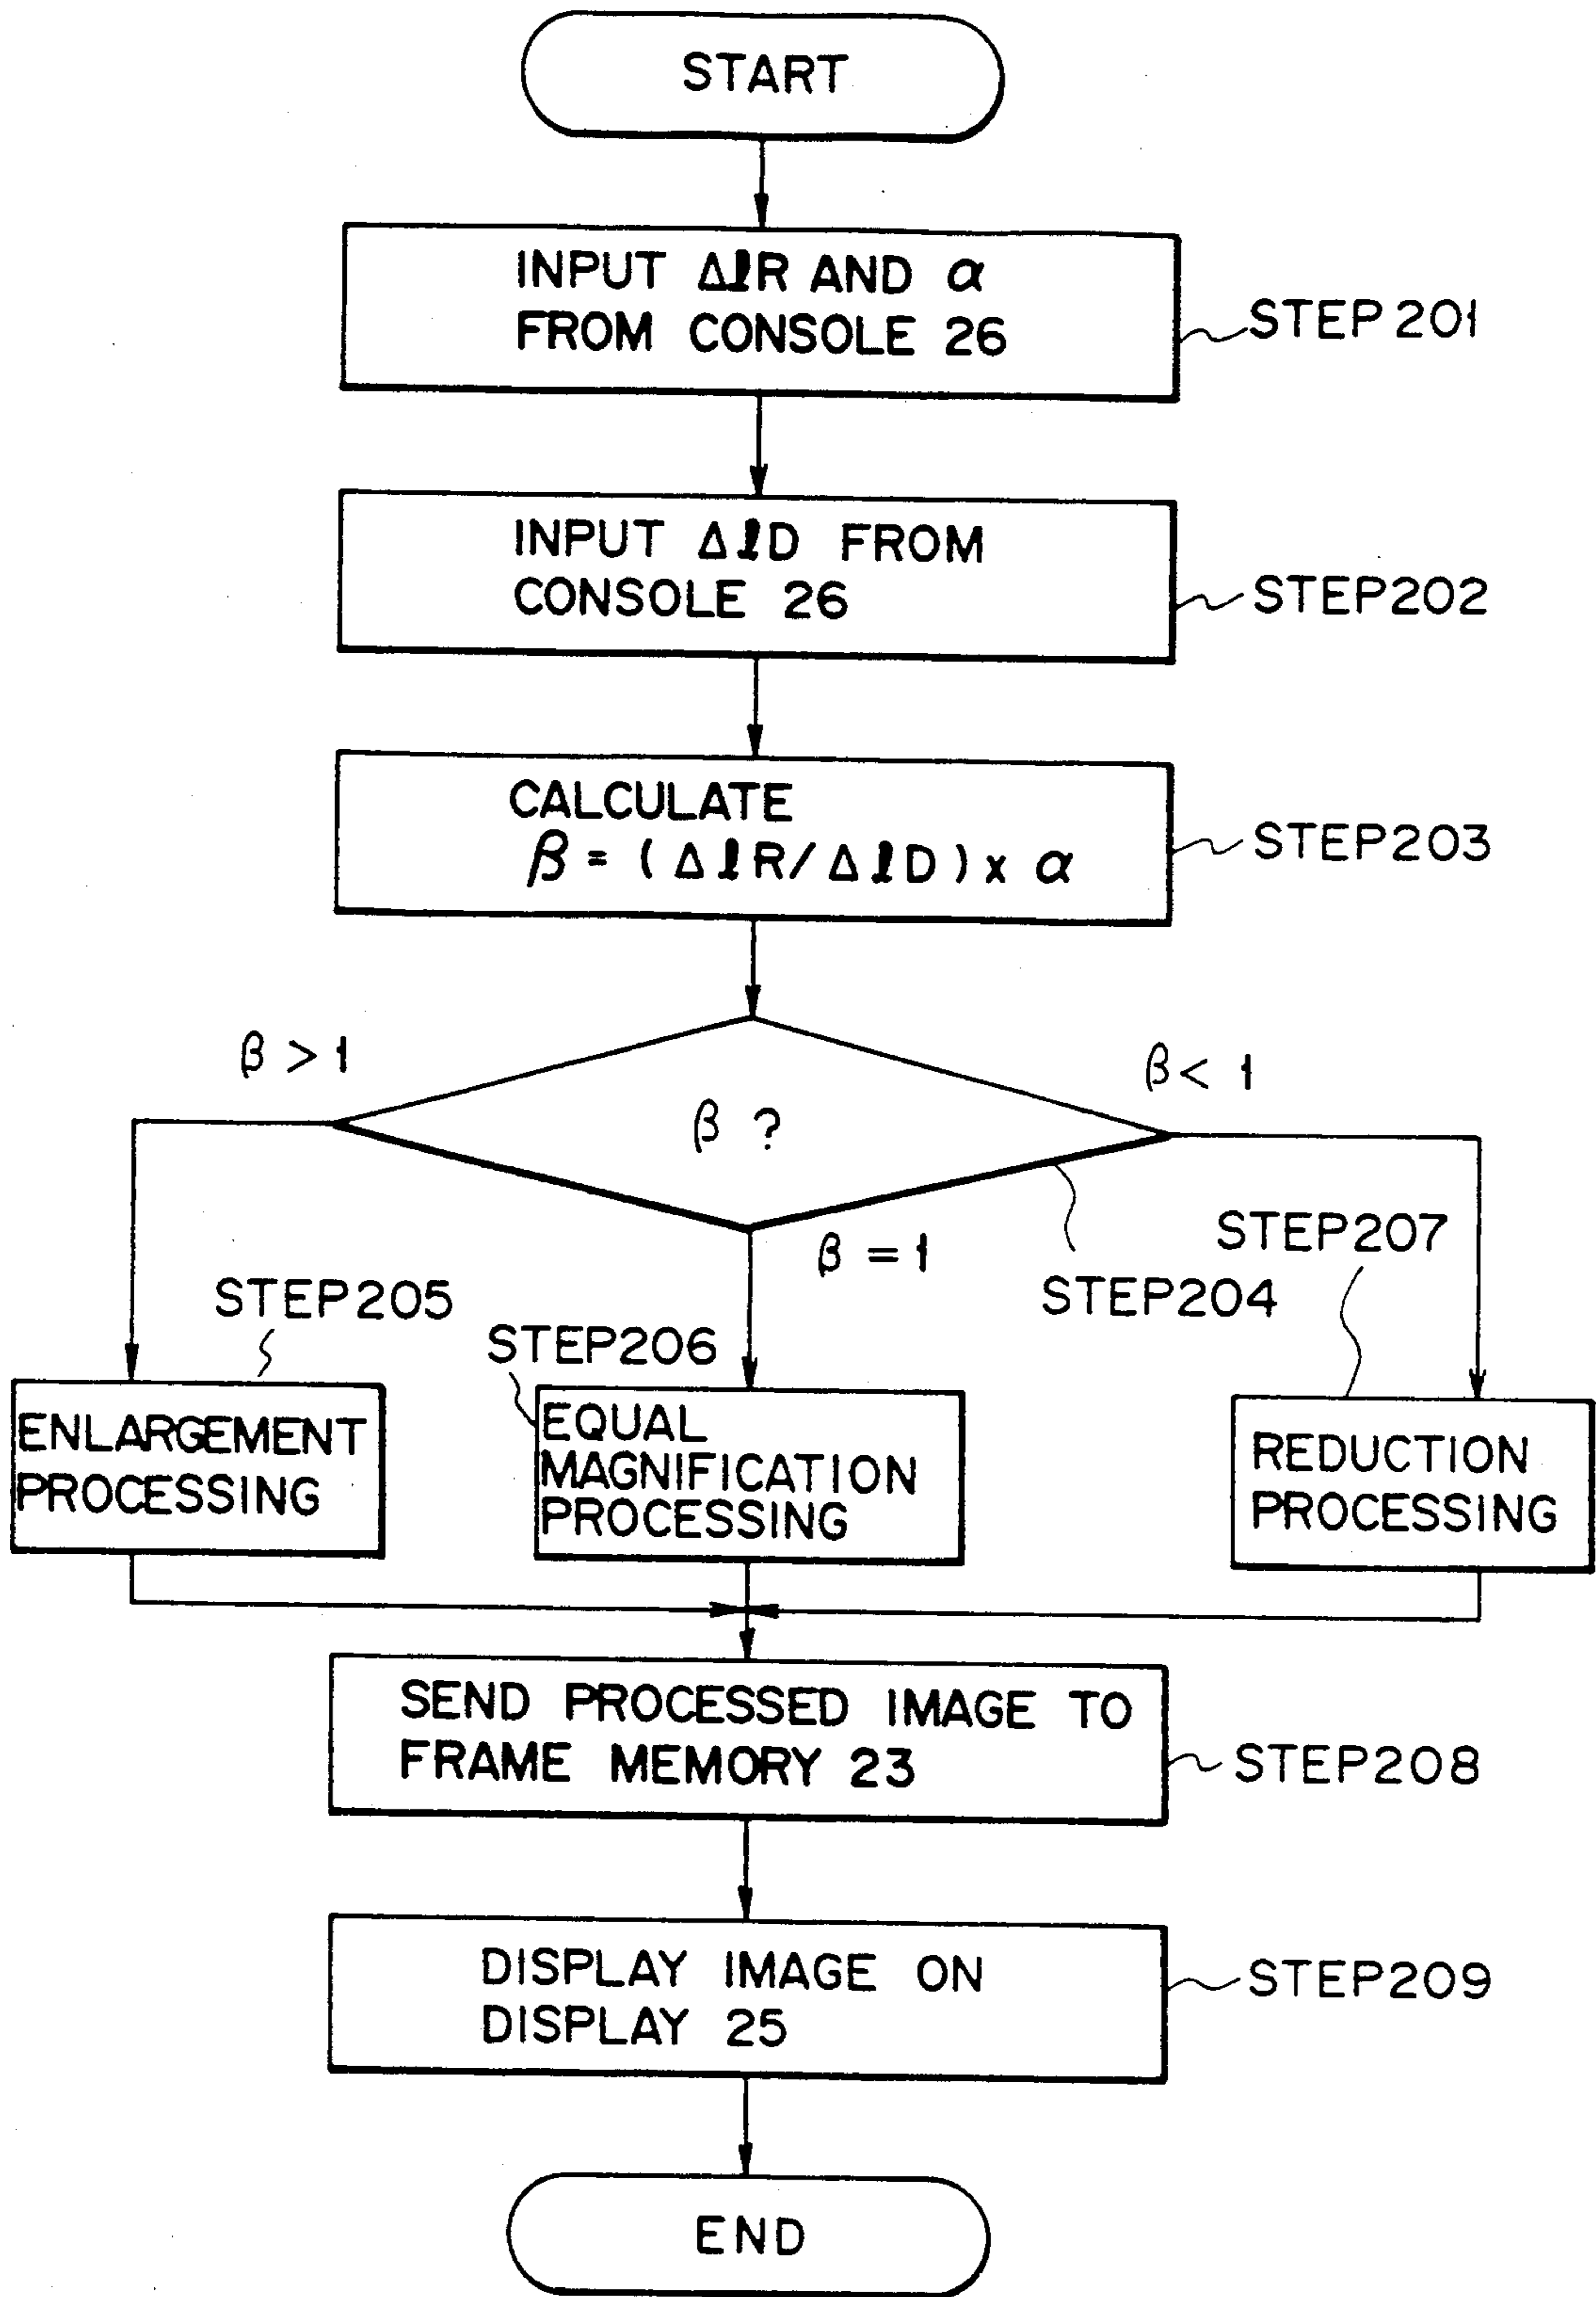 START
INPUT ΔlR AND α
FROM CONSOLE 26
STEP 201
INPUT ΔlD FROM
CONSOLE 26
STEP202
CALCULATE
β = (ΔlR/ΔlD) x α
STEP203
β > 1
β < 1
β ?
β = 1
STEP204
STEP205
STEP206
STEP207
ENLARGEMENT
PROCESSING
EQUAL
MAGNIFICATION
PROCESSING
REDUCTION
PROCESSING
SEND PROCESSED IMAGE TO
FRAME MEMORY 23
STEP208
DISPLAY IMAGE ON
DISPLAY 25
STEP209
END